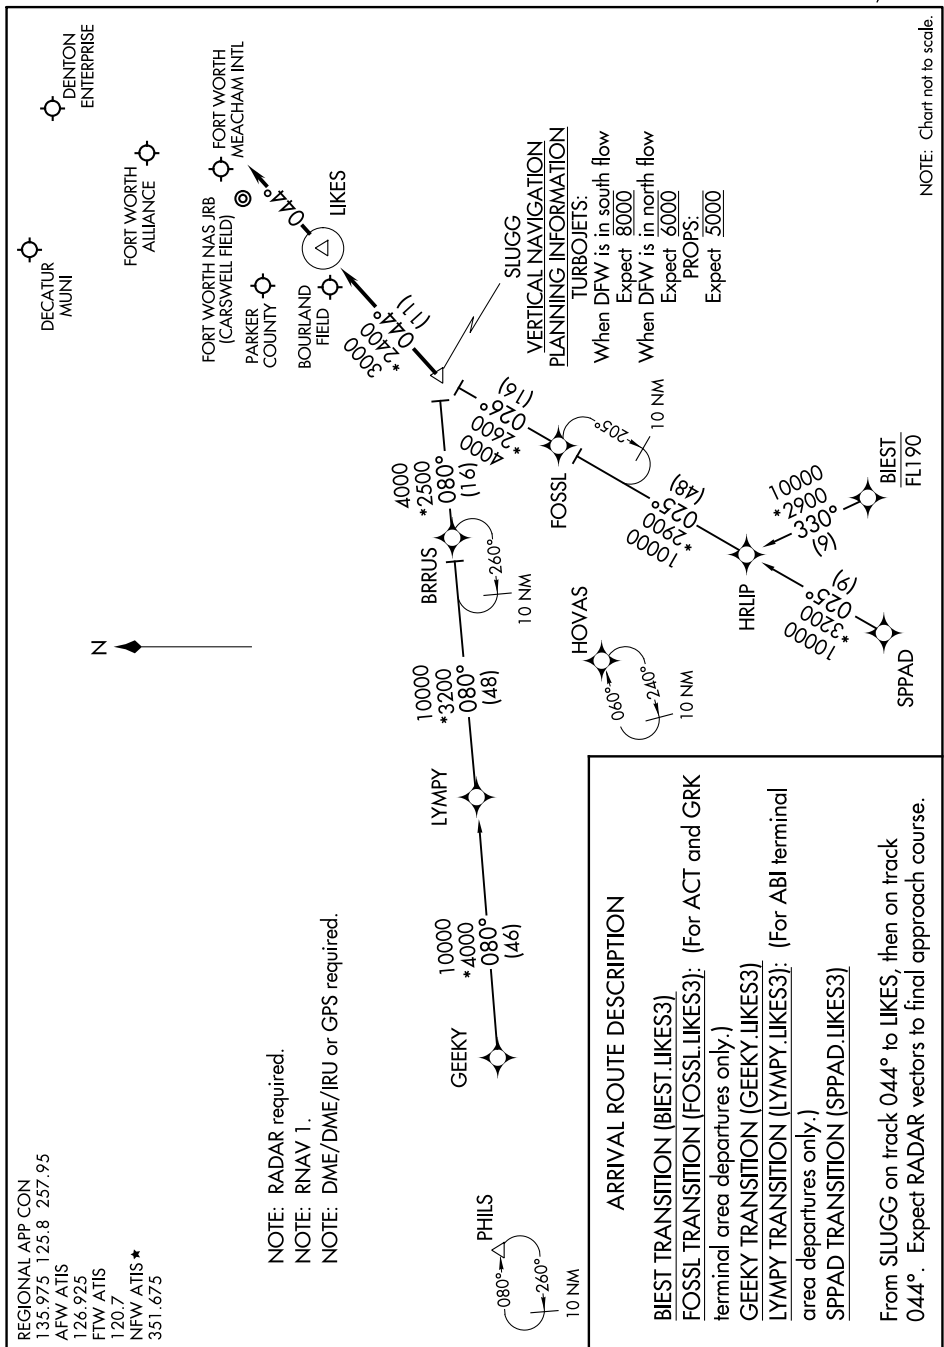 REGIONAL APP CON
135.975 125.8 257.95
AFW ATIS
126.925
FTW ATIS
120.7
NFW ATIS ★
351.675
NOTE: RADAR required.
NOTE: RNAV 1.
NOTE: DME/DME/IRU or GPS required.
N
DECATUR
MUNI
DENTON
ENTERPRISE
FORT WORTH
ALLIANCE
FORT WORTH NAS JRB
(CARSWELL FIELD)
FORT WORTH
MEACHAM INTL
PARKER
COUNTY
BOURLAND
FIELD
044°
LIKES
3000
*2400
044°
(11)
SLUGG
VERTICAL NAVIGATION
PLANNING INFORMATION
TURBOJETS:
When DFW is in south flow
Expect 8000
When DFW is in north flow
Expect 6000
PROPS:
Expect 5000
4000
*2500
080°
(16)
BRRUS
260°
10 NM
10000
*3200
080°
(48)
LYMPY
10000
*4000
080°
(46)
GEEKY
PHILS
080°
260°
10 NM
4000
*2600
026°
(16)
FOSSL
205°
10 NM
10000
*2900
025°
(48)
HRLIP
10000
*2900
330°
(9)
BIEST
FL190
10000
*3200
025°
(9)
SPPAD
HOVAS
060°
240°
10 NM
ARRIVAL ROUTE DESCRIPTION
BIEST TRANSITION (BIEST.LIKES3)
FOSSL TRANSITION (FOSSL.LIKES3): (For ACT and GRK
terminal area departures only.)
GEEKY TRANSITION (GEEKY.LIKES3)
LYMPY TRANSITION (LYMPY.LIKES3): (For ABI terminal
area departures only.)
SPPAD TRANSITION (SPPAD.LIKES3)
From SLUGG on track 044° to LIKES, then on track
044°. Expect RADAR vectors to final approach course.
NOTE: Chart not to scale.